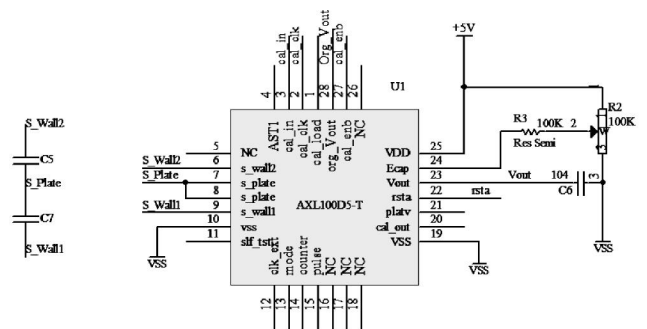 +5V
cal_in
cal_clk
Org_Vout
cal_enb
4
3
2
1
28
27
26
U1
AST1
cal_in
cal_clk
cal_load
org_Vout
cal_enb
NC
S_Wall2
C5
S_Plate
C7
S_Wall1
5
NC
S_Wall2
6
s_wall2
S_Plate
7
s_plate
8
s_plate
S_Wall1
9
s_wall1
10
vss
11
slf_tst
VSS
AXL100D5-T
VDD
25
Ecap
24
Vout
23
rsta
22
rsta
platv
21
cal_out
20
VSS
19
VSS
R3
100K
2
Res Semi
1
R2
100K
W
1
3
Vout
104
C6
3
VSS
clk_ext
mode
counter
pulse
NC
NC
NC
12
13
14
15
16
17
18